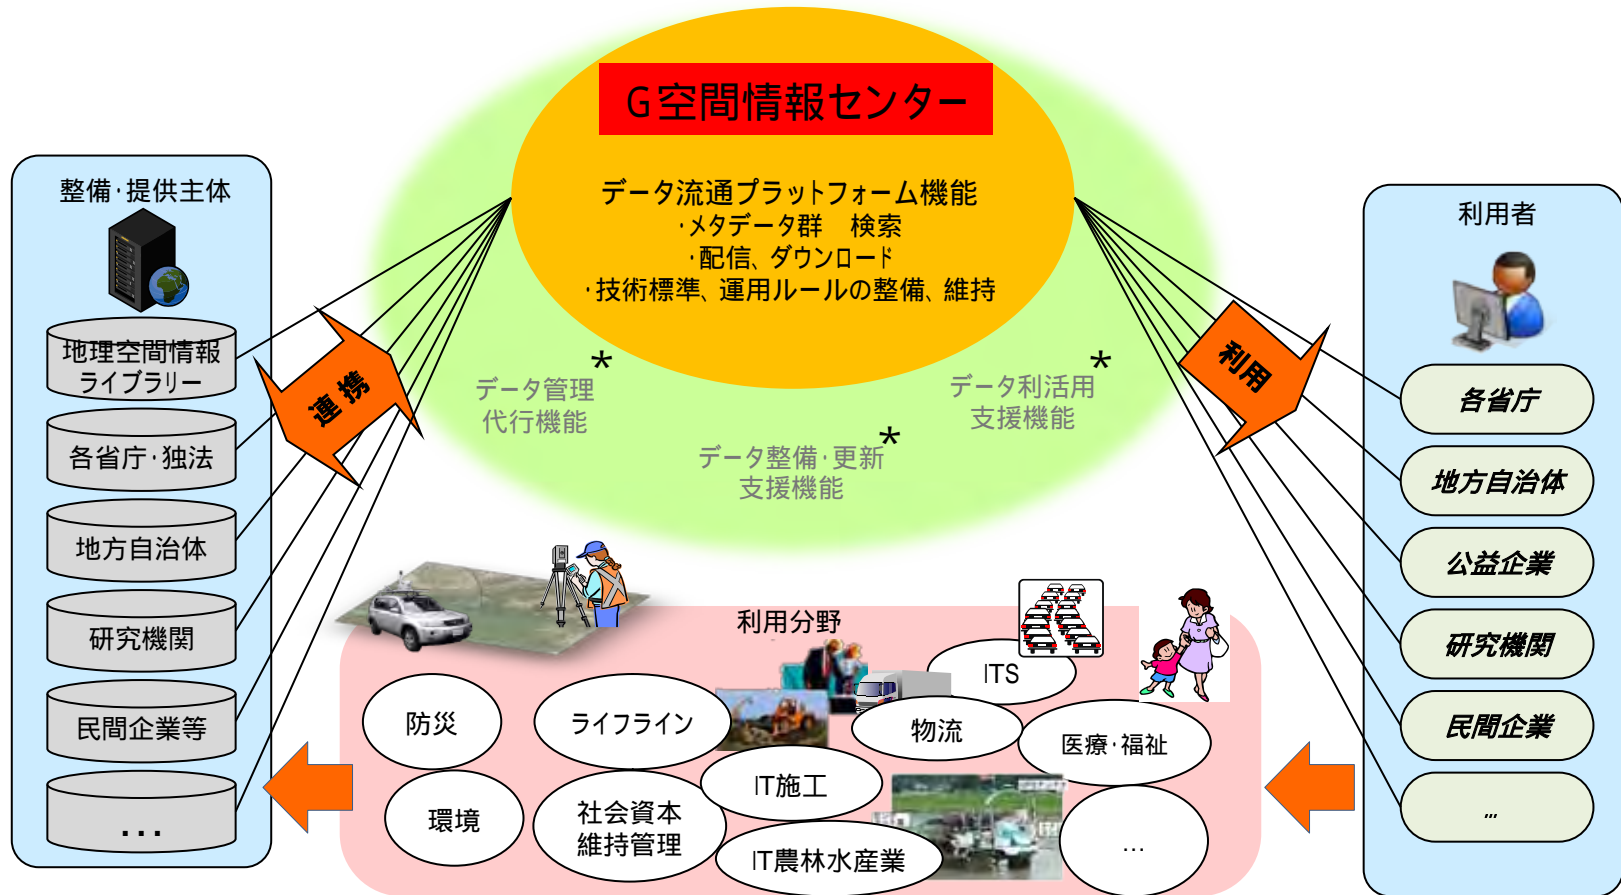 G空間情報センター
データ流通プラットフォーム機能
・メタデータ群　検索
・配信、ダウンロード
・技術標準、運用ルールの整備、維持
*
データ管理
代行機能
*
データ整備・更新
支援機能
*
データ利活用
支援機能
整備・提供主体
地理空間情報
ライブラリー
各省庁・独法
地方自治体
研究機関
民間企業等
...
連携
利用
利用者
各省庁
地方自治体
公益企業
研究機関
民間企業
...
利用分野
防災
ライフライン
ITS
物流
医療・福祉
環境
社会資本
維持管理
IT施工
IT農林水産業
...